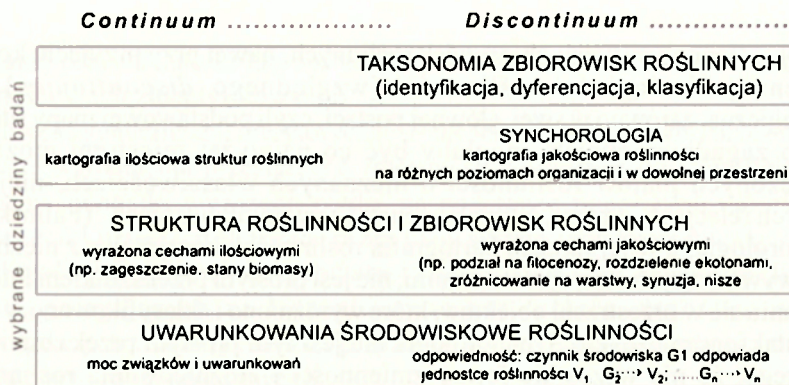 Continuum .................... Discontinuum ................
wybrane dziedziny badań
TAKSONOMIA ZBIOROWISK ROŚLINNYCH
(identyfikacja, dyferencjacja, klasyfikacja)
kartografia ilościowa struktur roślinnych
SYNCHOROLOGIA
kartografia jakościowa roślinności
na różnych poziomach organizacji i w dowolnej przestrzeni
STRUKTURA ROŚLINNOŚCI I ZBIOROWISK ROŚLINNYCH
wyrażona cechami ilościowymi
(np. zagęszczenie, stany biomasy)
wyrażona cechami jakościowymi
(np. podział na fitocenozy, rozdzielenie ekotonami,
zróżnicowanie na warstwy, synuzja, nisze
UWARUNKOWANIA ŚRODOWISKOWE ROŚLINNOŚCI
moc związków i uwarunkowań
odpowiedniość: czynnik środowiska G1 odpowiada
jednostce roślinności V₁ G₂···> V₂; .....Gₙ ···> Vₙ